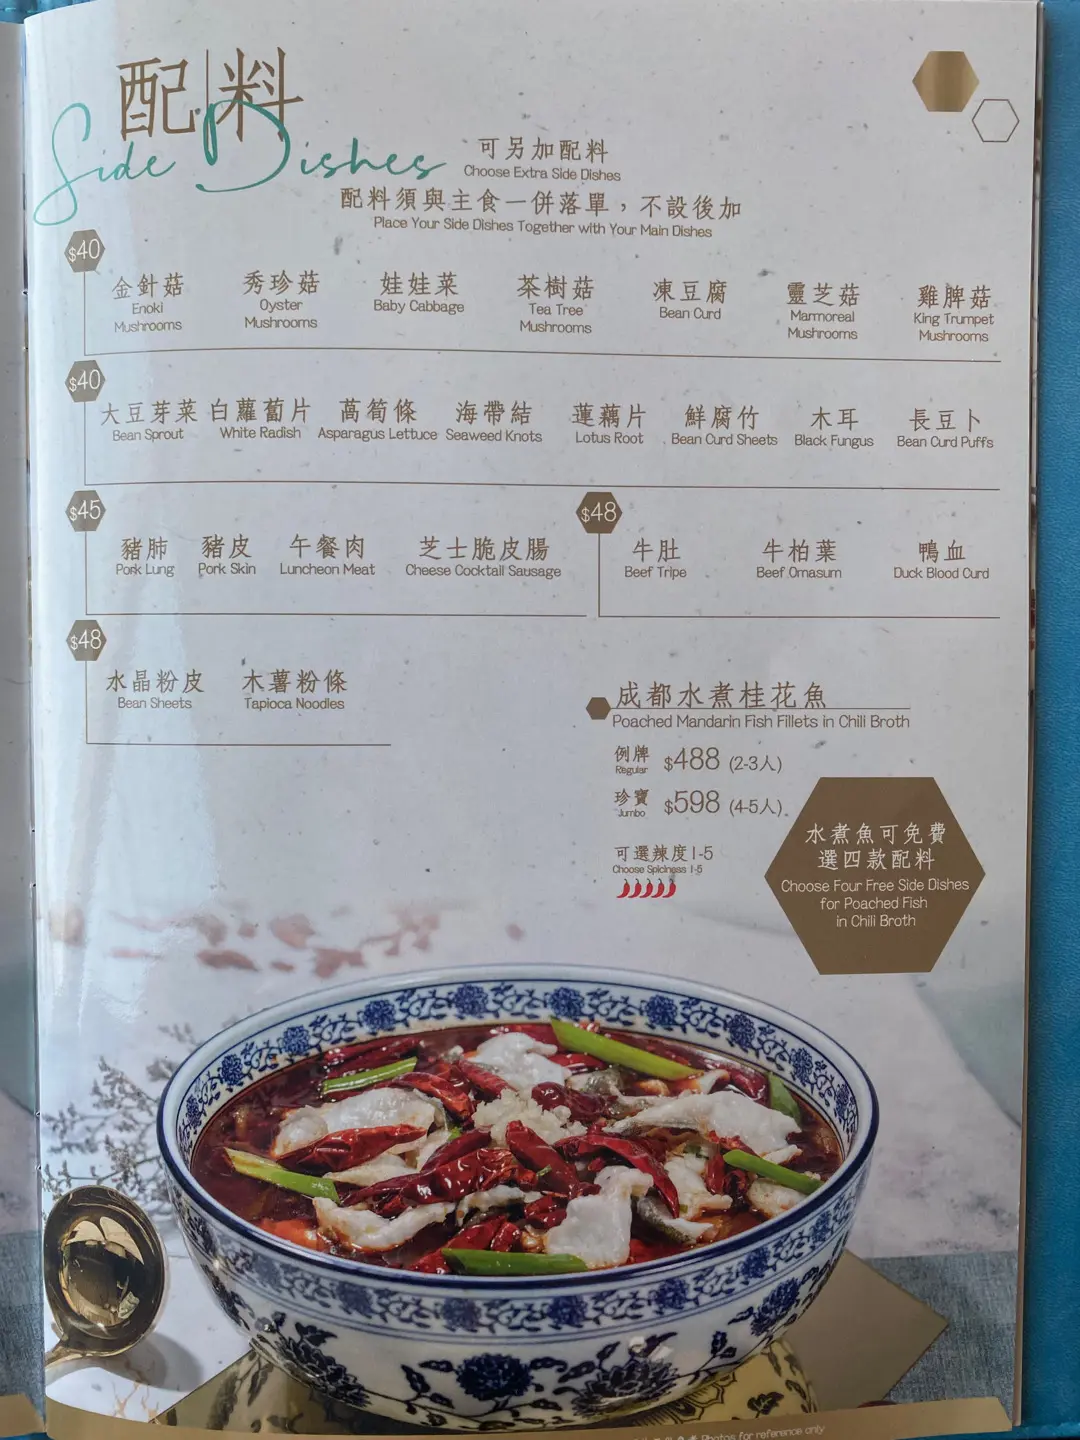 配料
Side Dishes
可另加配料
Choose Extra Side Dishes
配料須與主食一併落單，不設後加
Place Your Side Dishes Together with Your Main Dishes
$40
金針菇 秀珍菇 娃娃菜 茶樹菇 凍豆腐 靈芝菇 雞脾菇
Enoki Oyster Baby Cabbage Tea Tree Bean Curd Marmoreal King Trumpet
Mushrooms Mushrooms Mushrooms Mushrooms Mushrooms
$40
大豆芽菜 白蘿蔔片 萵筍條 海帶結 蓮藕片 鮮腐竹 木耳 長豆卜
Bean Sprout White Radish Asparagus Lettuce Seaweed Knots Lotus Root Bean Curd Sheets Black Fungus Bean Curd Puffs
$45
豬肺 豬皮 午餐肉 芝士脆皮腸
Pork Lung Pork Skin Luncheon Meat Cheese Cocktail Sausage
$48
牛肚 牛柏葉 鴨血
Beef Tripe Beef Omasum Duck Blood Curd
$48
水晶粉皮 木薯粉條
Bean Sheets Tapioca Noodles
成都水煮桂花魚
Poached Mandarin Fish Fillets in Chili Broth
例牌 $488 (2-3人)
Regular
珍寶 $598 (4-5人)
Jumbo
可選辣度1-5
Choose Spiciness 1-5
水煮魚可免費
選四款配料
Choose Four Free Side Dishes
for Poached Fish
in Chili Broth
Photos for reference only